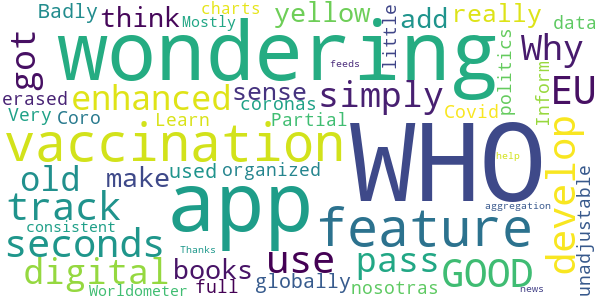 Badly think charts yellow add really data
Mostly
wondering little politics Why
got feeds Inform
erased enhanced sense simply EU
coronas
Very Coro Learn Partial Covid
vaccination WHO help develop unadjustable
old make used organized app
aggregation
track feature
consistent
seconds Thanks use pass
digital books full globally GOOD
Worldometer nosotras news